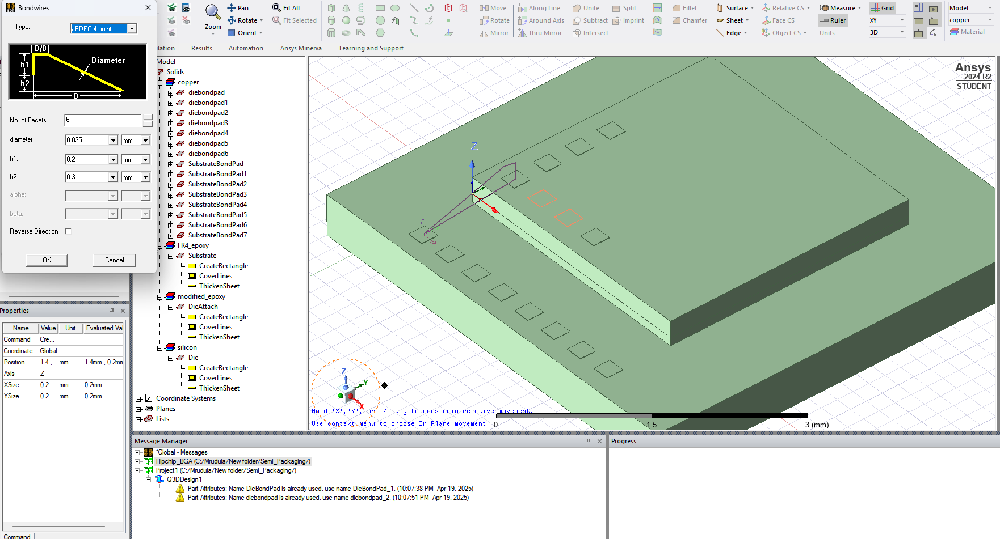 Bondwires
Type:
JEDEC 4-point
D/8
h1
Diameter
h2
D
No. of Facets:
6
diameter:
0.025
mm
h1:
0.2
mm
h2:
0.3
mm
alpha:
beta:
Reverse Direction
OK
Cancel
Zoom
Pan
Rotate
Orient
Fit All
Fit Selected
Move
Rotate
Mirror
Along Line
Around Axis
Thru Mirror
Unite
Subtract
Intersect
Split
Imprint
Fillet
Chamfer
Surface
Sheet
Edge
Relative CS
Face CS
Object CS
Measure
Ruler
Units
Grid
XY
3D
Model
copper
Material
lation
Results
Automation
Ansys Minerva
Learning and Support
Model
Solids
copper
diebondpad
diebondpad1
diebondpad2
diebondpad3
diebondpad4
diebondpad5
diebondpad6
SubstrateBondPad
SubstrateBondPad1
SubstrateBondPad2
SubstrateBondPad3
SubstrateBondPad4
SubstrateBondPad5
SubstrateBondPad6
SubstrateBondPad7
FR4_epoxy
Substrate
CreateRectangle
CoverLines
ThickenSheet
modified_epoxy
DieAttach
CreateRectangle
CoverLines
ThickenSheet
silicon
Die
CreateRectangle
CoverLines
ThickenSheet
Coordinate Systems
Planes
Lists
Ansys
2024 R2
STUDENT
Z
Z
Y
X
Hold 'X','Y', or 'Z' key to constrain relative movement.
Use context menu to choose In Plane movement.
0
1.5
3 (mm)
Properties
Name Value Unit Evaluated Val
Command Cre...
Coordinate... Global
Position 1.4 ,... mm 1.4mm , 0.2mm
Axis Z
XSize 0.2 mm 0.2mm
YSize 0.2 mm 0.2mm
Command
Message Manager
*Global - Messages
Flipchip_BGA (C:/Mrudula/New folder/Semi_Packaging/)
Project1 (C:/Mrudula/New folder/Semi_Packaging/)
Q3DDesign1
Part Attributes: Name DieBondPad is already used, use name DieBondPad_1. (10:07:38 PM Apr 19, 2025)
Part Attributes: Name diebondpad is already used, use name diebondpad_2. (10:07:51 PM Apr 19, 2025)
Progress